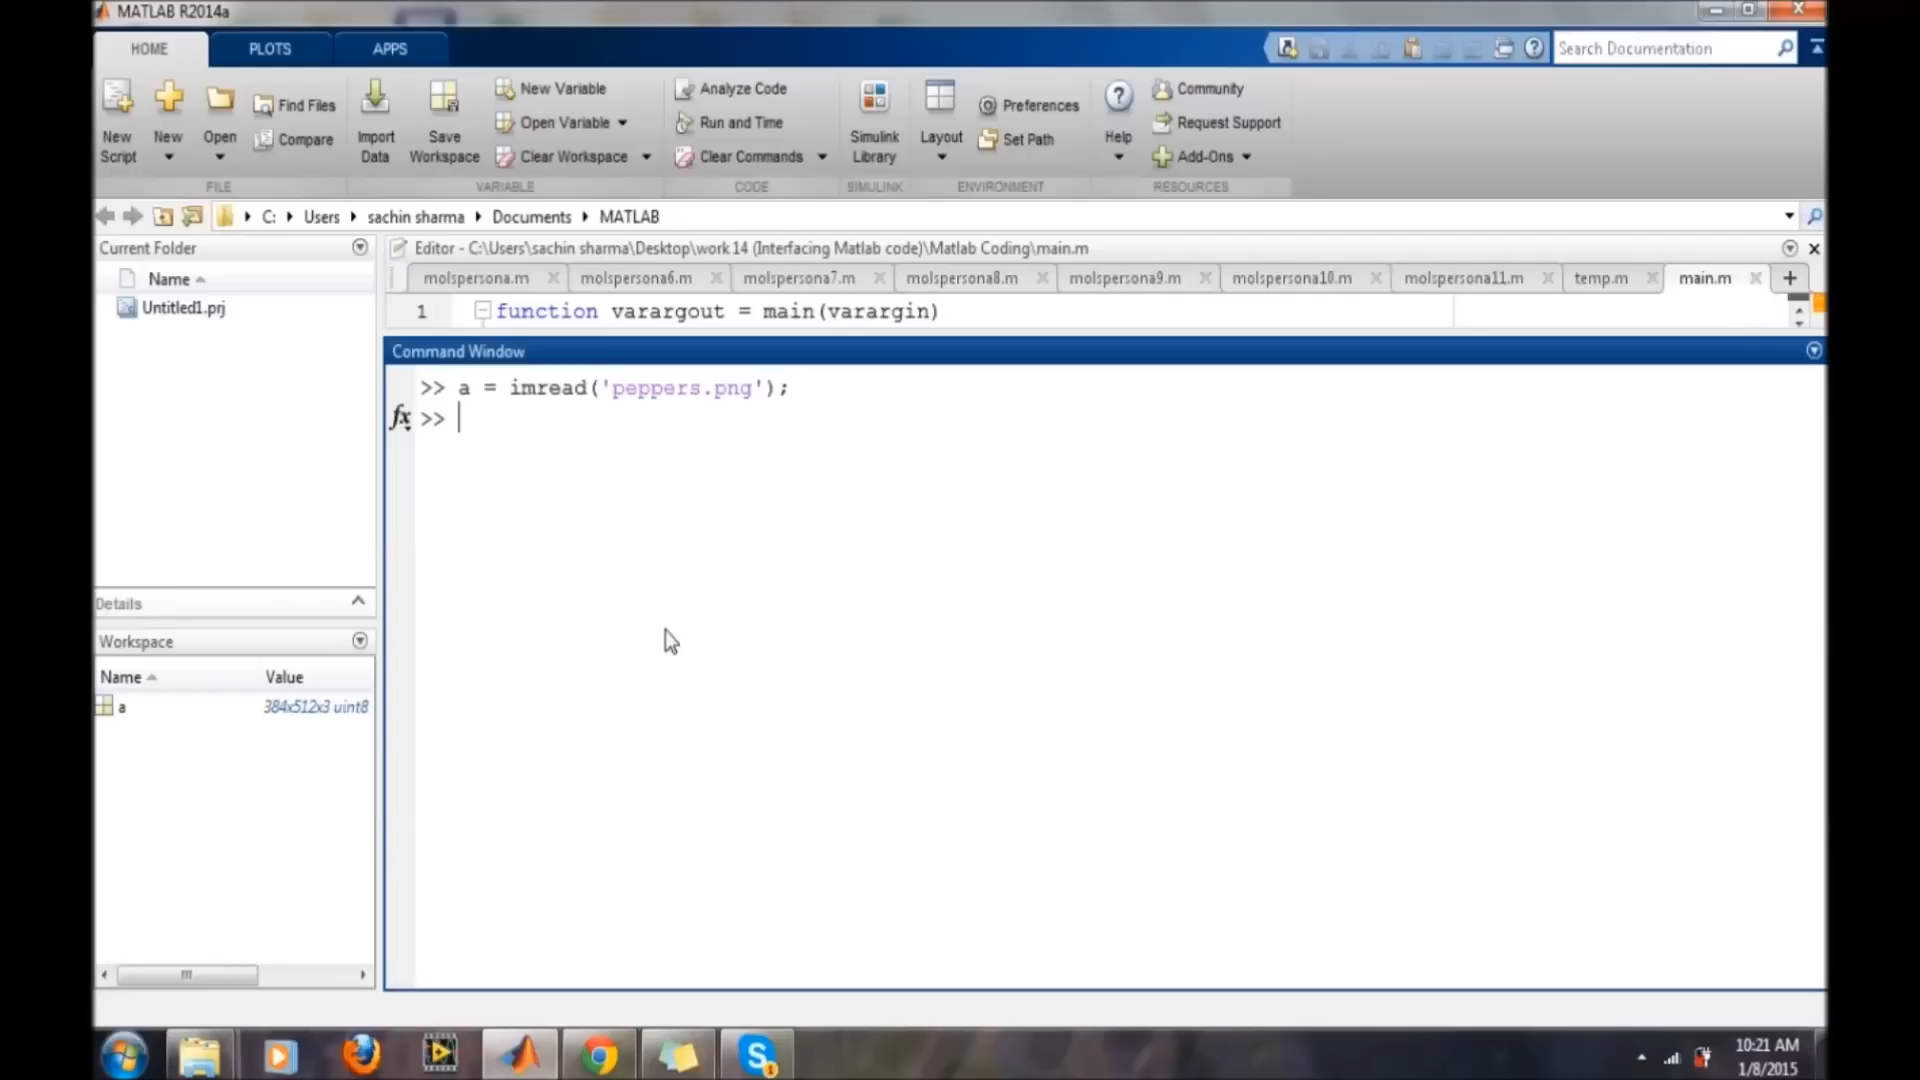 MATLAB R2014a
HOME PLOTS APPS
Search Documentation
New Script
New
Open
Find Files
Compare
FILE
Import Data
Save Workspace
New Variable
Open Variable
Clear Workspace
VARIABLE
Analyze Code
Run and Time
Clear Commands
CODE
Simulink Library
SIMULINK
Layout
Preferences
Set Path
ENVIRONMENT
Help
Community
Request Support
Add-Ons
RESOURCES
C: Users sachin sharma Documents MATLAB
Current Folder
Name
Untitled1.prj
Details
Workspace
Name Value
a 384x512x3 uint8
Editor - C:\Users\sachin sharma\Desktop\work 14 (Interfacing Matlab code)\Matlab Coding\main.m
molspersona.m molspersona6.m molspersona7.m molspersona8.m molspersona9.m molspersona10.m molspersona11.m temp.m main.m
1 function varargout = main(varargin)
Command Window
>> a = imread('peppers.png');
fx >>
10:21 AM
1/8/2015